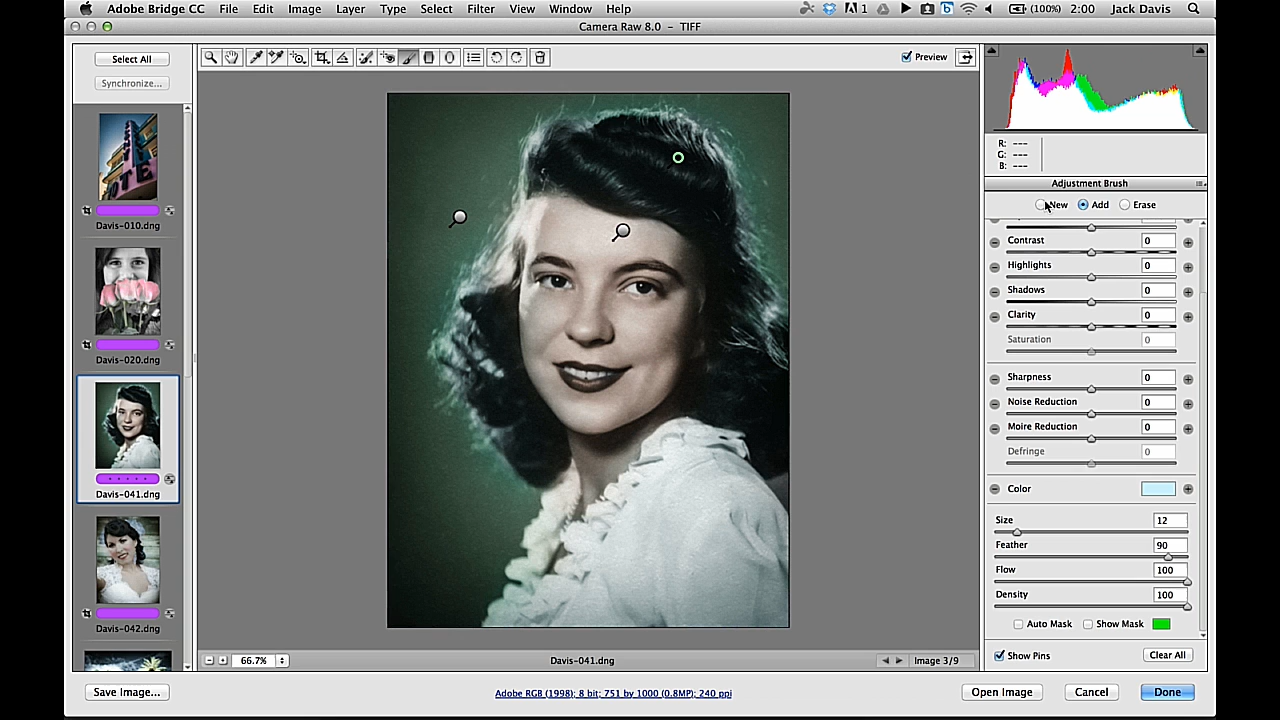 Adobe Bridge CC File Edit Image Layer Type Select Filter View Window Help 1 (100%) 2:00 Jack Davis
Camera Raw 8.0 – TIFF
Select All
Synchronize...
Preview
Davis-010.dng
Davis-020.dng
Davis-041.dng
Davis-042.dng
R: ---
G: ---
B: ---
Adjustment Brush
New Add Erase
Contrast 0
Highlights 0
Shadows 0
Clarity 0
Saturation 0
Sharpness 0
Noise Reduction 0
Moire Reduction 0
Defringe 0
Color
Size 12
Feather 90
Flow 100
Density 100
Auto Mask Show Mask
Show Pins Clear All
66.7% Davis-041.dng Image 3/9
Save Image... Adobe RGB (1998); 8 bit; 751 by 1000 (0.8MP); 240 ppi Open Image Cancel Done